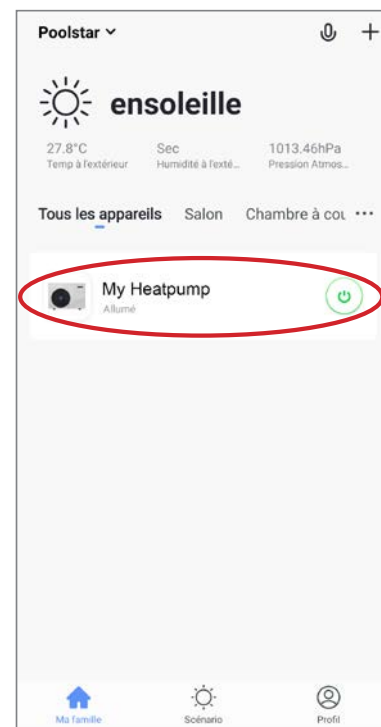 Poolstar
ensoleille
27.8°C Sec 1013.46hPa
Temp à l'extérieur Humidité à l'exté... Pression Atmos...
Tous les appareils Salon Chambre à cou ...
My Heatpump
Allumé
Ma famille Scénario Profil